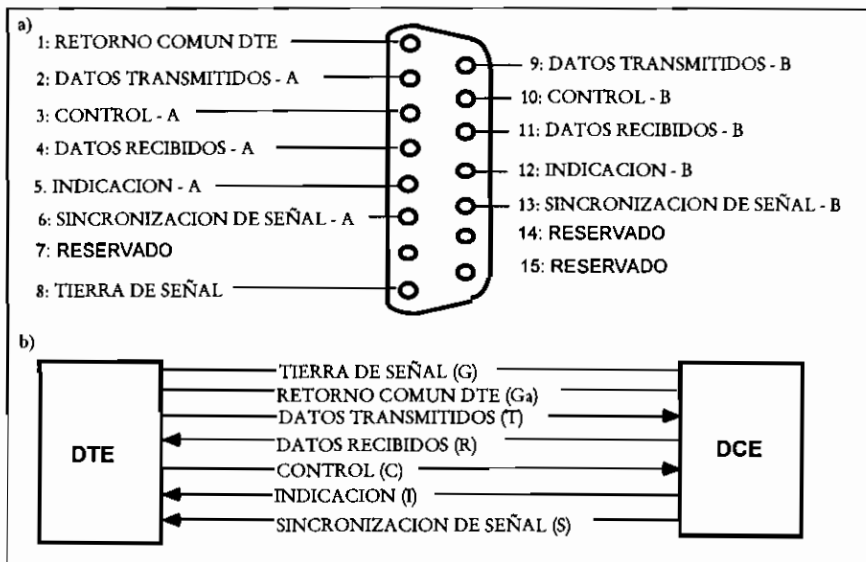 a)
1: RETORNO COMUN DTE
2: DATOS TRANSMITIDOS - A
3: CONTROL - A
4: DATOS RECIBIDOS - A
5. INDICACION - A
6: SINCRONIZACION DE SEÑAL - A
7: RESERVADO
8: TIERRA DE SEÑAL
9: DATOS TRANSMITIDOS - B
10: CONTROL - B
11: DATOS RECIBIDOS - B
12: INDICACION - B
13: SINCRONIZACION DE SEÑAL - B
14: RESERVADO
15: RESERVADO
b)
DTE
TIERRA DE SEÑAL (G)
RETORNO COMUN DTE (Ga)
DATOS TRANSMITIDOS (T)
DATOS RECIBIDOS (R)
CONTROL (C)
INDICACION (I)
SINCRONIZACION DE SEÑAL (S)
DCE